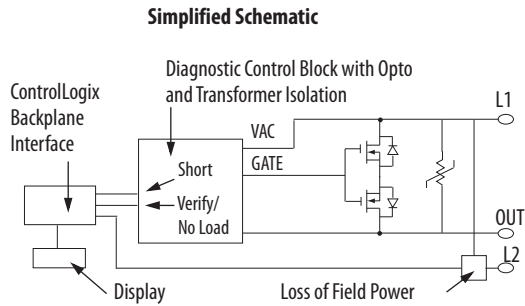 Simplified Schematic
ControlLogix
Backplane
Interface
Diagnostic Control Block with Opto
and Transformer Isolation
VAC
GATE
L1
Short
Verify/
No Load
OUT
L2
Display
Loss of Field Power